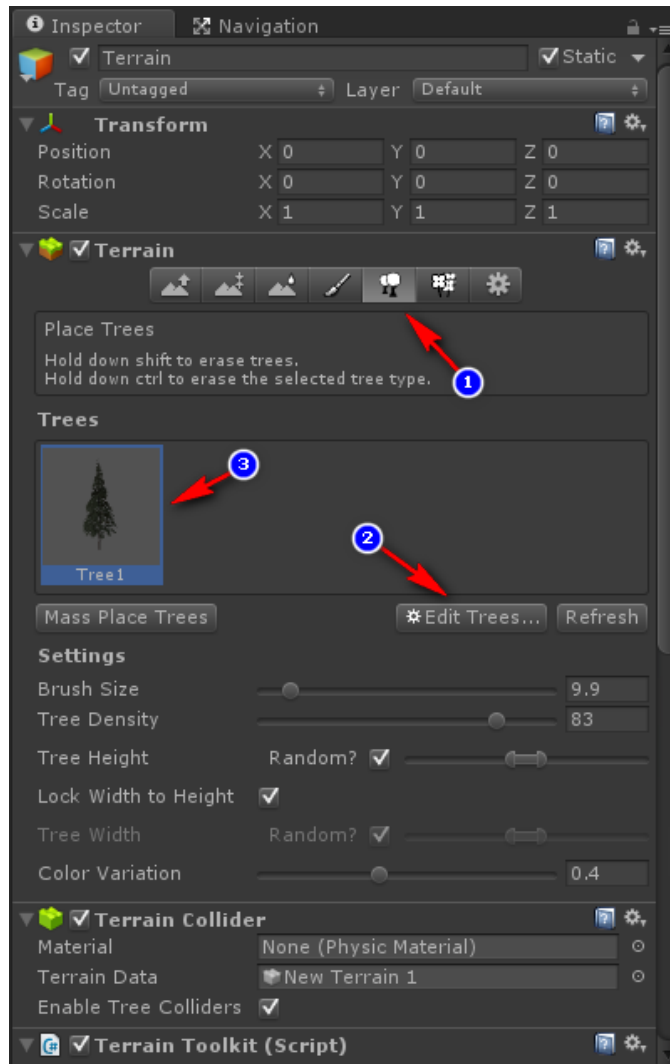 Inspector Navigation
Terrain Static
Tag Untagged Layer Default
Transform
Position X 0 Y 0 Z 0
Rotation X 0 Y 0 Z 0
Scale X 1 Y 1 Z 1
Terrain
Place Trees
Hold down shift to erase trees.
Hold down ctrl to erase the selected tree type.
1
Trees
3
2
Tree1
Mass Place Trees Edit Trees... Refresh
Settings
Brush Size 9.9
Tree Density 83
Tree Height Random?
Lock Width to Height
Tree Width Random?
Color Variation 0.4
Terrain Collider
Material None (Physic Material)
Terrain Data New Terrain 1
Enable Tree Colliders
Terrain Toolkit (Script)